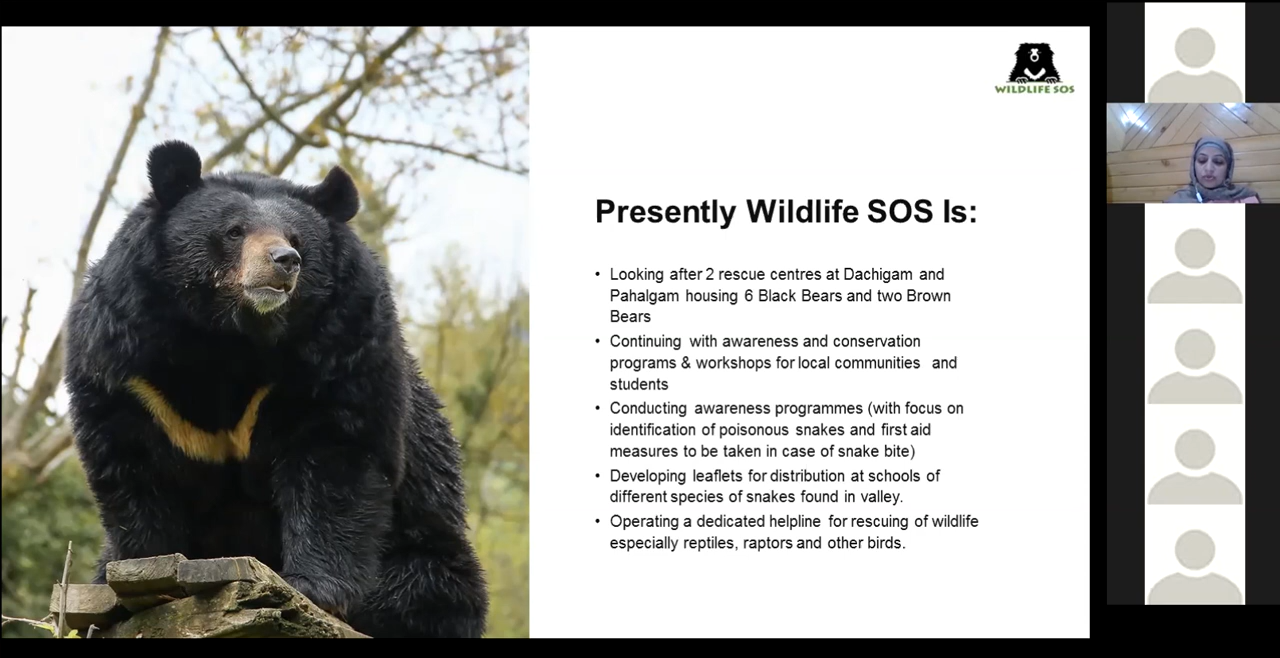 WILDLIFE SOS
Presently Wildlife SOS Is:
• Looking after 2 rescue centres at Dachigam and
Pahalgam housing 6 Black Bears and two Brown
Bears
• Continuing with awareness and conservation
programs & workshops for local communities and
students
• Conducting awareness programmes (with focus on
identification of poisonous snakes and first aid
measures to be taken in case of snake bite)
• Developing leaflets for distribution at schools of
different species of snakes found in valley.
• Operating a dedicated helpline for rescuing of wildlife
especially reptiles, raptors and other birds.